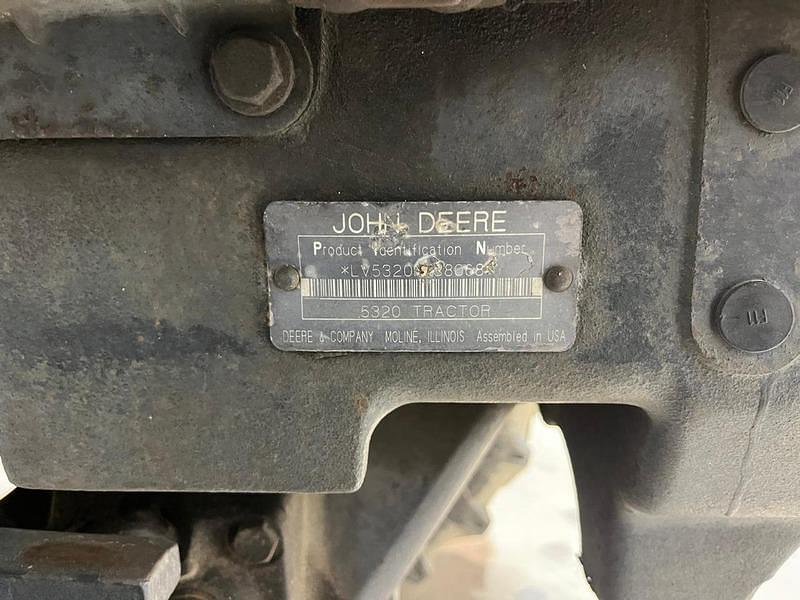 JOHN DEERE
Product Identification Number
5320 TRACTOR
DEERE & COMPANY MOLINE, ILLINOIS Assembled in USA